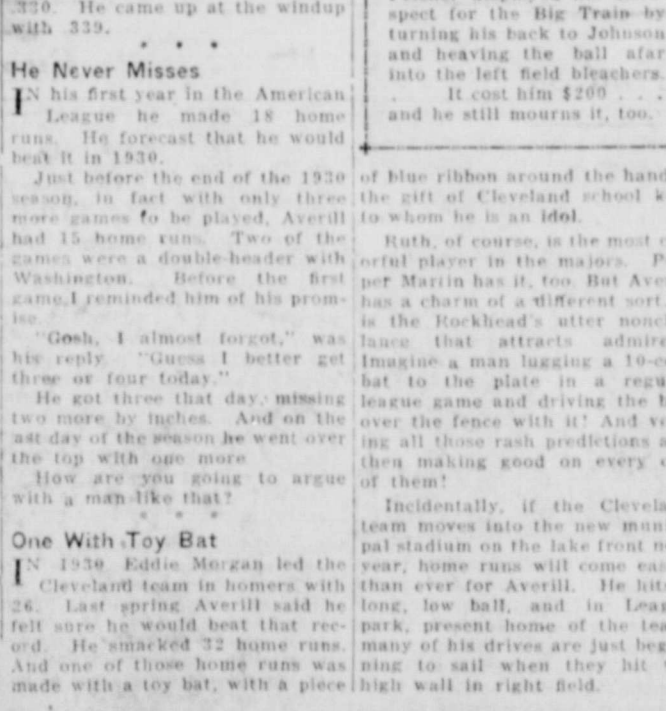 .330. He came up at the windup
with 339.
* * *
He Never Misses
IN his first year in the American
League he made 18 home
runs. He forecast that he would
beat it in 1930.
Just before the end of the 1930
season, in fact with only three
more games to be played, Averill
had 15 home runs. Two of the
games were a double-header with
Washington. Before the first
game I reminded him of his prom-
ise.
"Gosh, I almost forgot," was
his reply. "Guess I better get
three or four today."
He got three that day, missing
two more by inches. And on the
ast day of the season he went over
the top with one more
How are you going to argue
with a man like that?
* * *
One With Toy Bat
IN 1930 Eddie Morgan led the
Cleveland team in homers with
26. Last spring Averill said he
felt sure he would beat that rec-
ord. He smacked 32 home runs.
And one of those home runs was
made with a toy bat, with a piece
spect for the Big Train by
turning his back to Johnson
and heaving the ball afar
into the left field bleachers.
. It cost him $200 . . .
and he still mourns it, too.
of blue ribbon around the hand
the gift of Cleveland school k
to whom he is an idol.
Ruth, of course, is the most c
orful player in the majors. P
per Martin has it, too. But Ave
has a charm of a different sort
is the Rockhead's utter nonc
lance that attracts admire
Imagine a man lugging a 10-c
bat to the plate in a regu
league game and driving the b
over the fence with it! And v
ing all those rash predictions a
then making good on every o
of them!
Incidentally, if the Clevela
team moves into the new mun
pal stadium on the lake front n
year, home runs will come eas
than ever for Averill. He hits
long, low ball, and in Leag
park, present home of the tea
many of his drives are just beg
ning to sail when they hit t
high wall in right field.